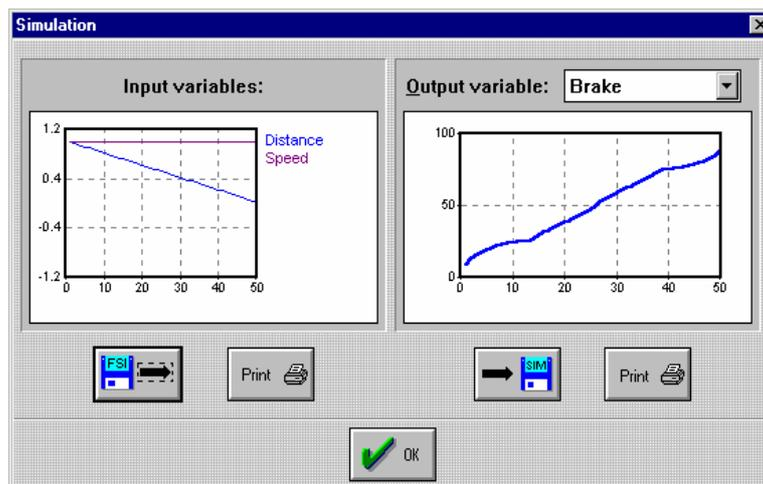 Simulation
Input variables:
1.2
0.4
-0.4
-1.2
0 10 20 30 40 50
Distance
Speed
Output variable: Brake
100
50
0
0 10 20 30 40 50
FSI
Print
SIM
Print
OK